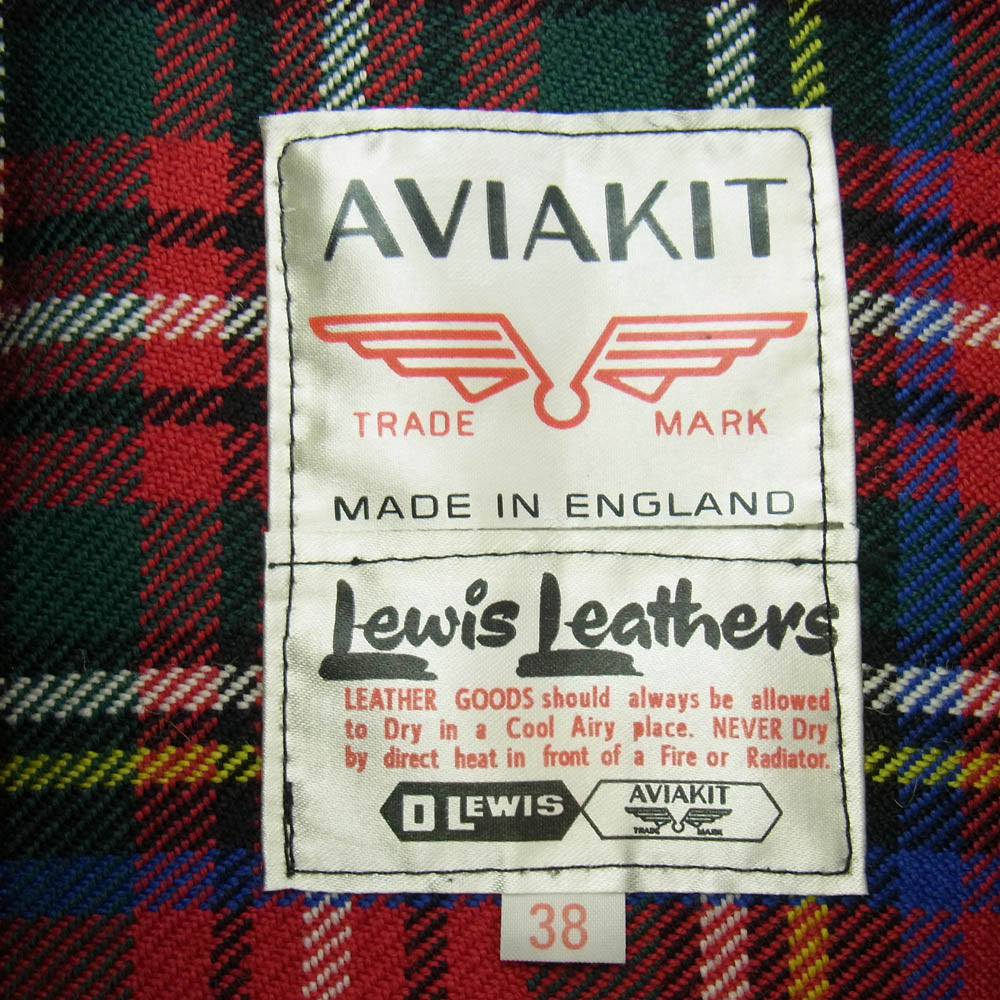 AVIAKIT
TRADE MARK
MADE IN ENGLAND
Lewis Leathers
LEATHER GOODS should always be allowed
to Dry in a Cool Airy place. NEVER Dry
by direct heat in front of a Fire or Radiator.
D LEWIS AVIAKIT
TRADE MARK
38